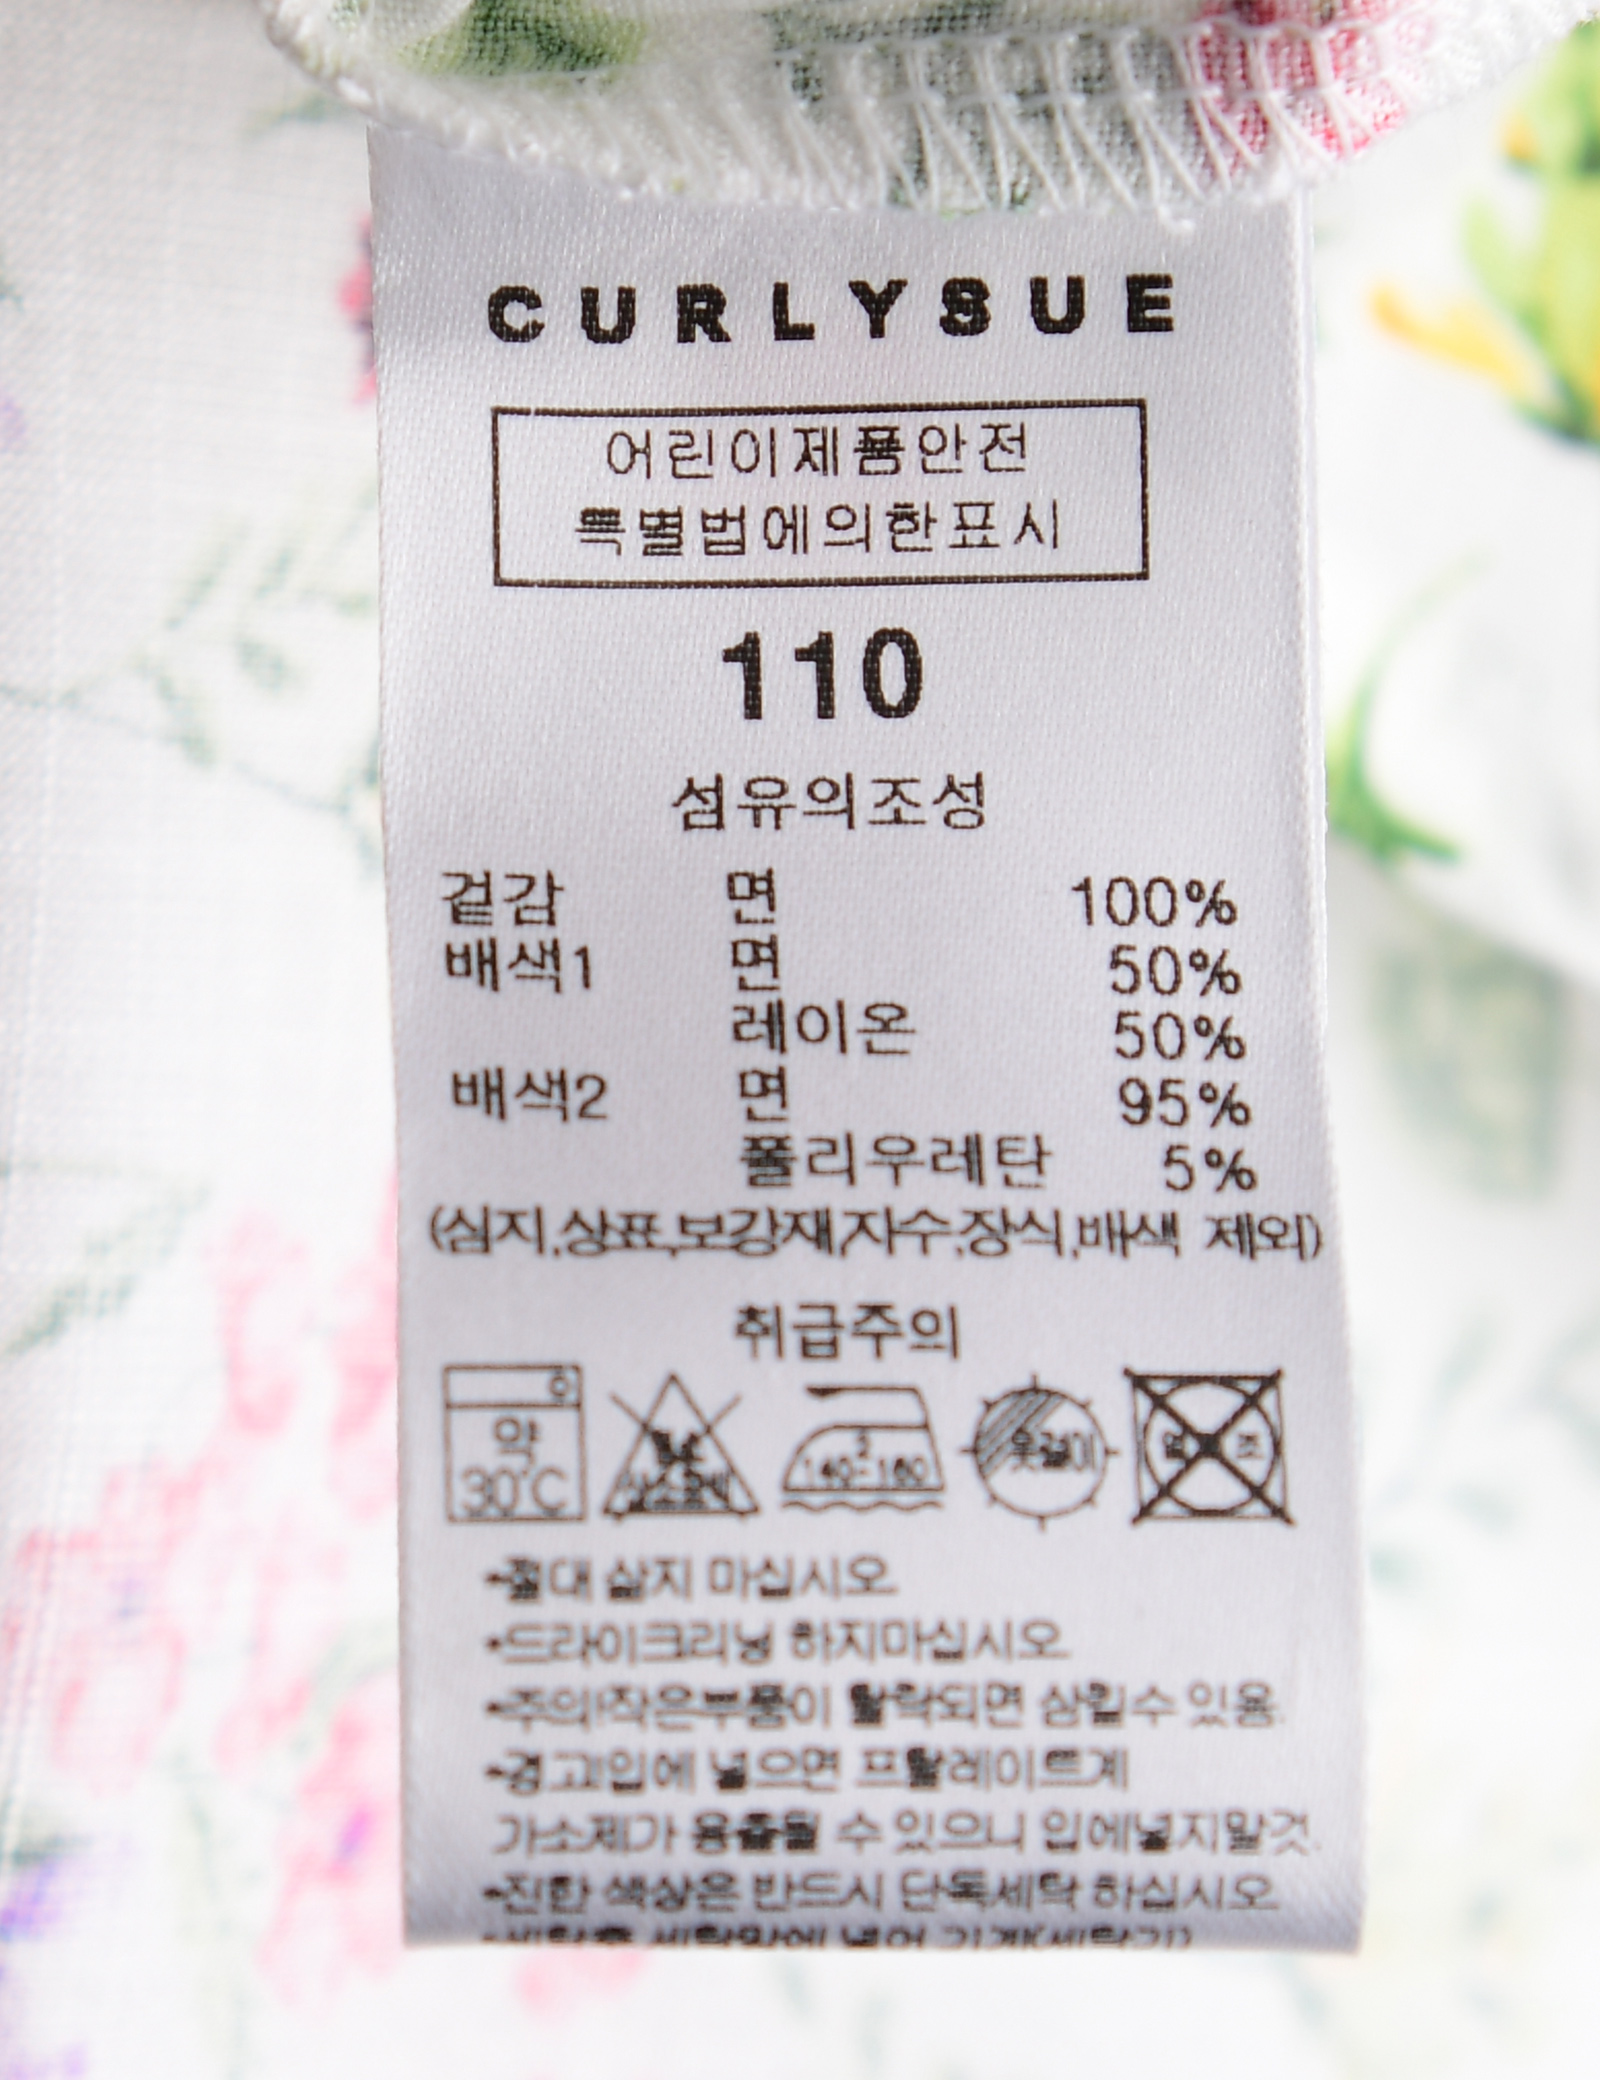 CURLYSUE
어린이제품안전
특별법에의한표시
110
섬유의조성
겉감 면 100%
배색1 면 50%
레이온 50%
배색2 면 95%
폴리우레탄 5%
(심지,상표,보강재,자수,장식,배색 제외)
취급주의
약 30℃
2 140-160
옷걸이
•절대 삶지 마십시오
•드라이크리닝 하지마십시오
•주의!작은부품이 탈락되면 삼킬수 있음.
•경고!입에 넣으면 프탈레이트계
가소제가 용출될 수 있으니 입에넣지말것.
•진한 색상은 반드시 단독세탁 하십시오